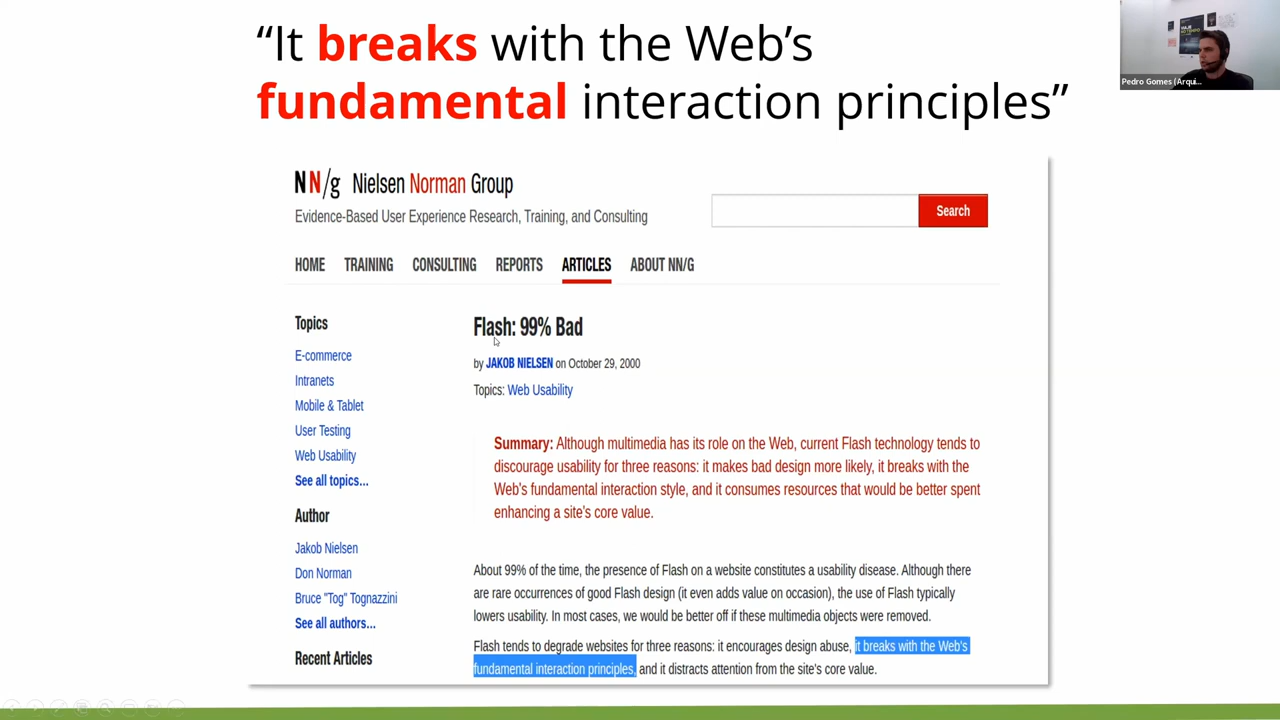 “It breaks with the Web’s
fundamental interaction principles”
Pedro Gomes (Arqui...
NN/g Nielsen Norman Group
Evidence-Based User Experience Research, Training, and Consulting
Search
HOME TRAINING CONSULTING REPORTS ARTICLES ABOUT NN/G
Topics
E-commerce
Intranets
Mobile & Tablet
User Testing
Web Usability
See all topics...
Author
Jakob Nielsen
Don Norman
Bruce "Tog" Tognazzini
See all authors...
Recent Articles
Flash: 99% Bad
by JAKOB NIELSEN on October 29, 2000
Topics: Web Usability
Summary: Although multimedia has its role on the Web, current Flash technology tends to
discourage usability for three reasons: it makes bad design more likely, it breaks with the
Web's fundamental interaction style, and it consumes resources that would be better spent
enhancing a site's core value.
About 99% of the time, the presence of Flash on a website constitutes a usability disease. Although there
are rare occurrences of good Flash design (it even adds value on occasion), the use of Flash typically
lowers usability. In most cases, we would be better off if these multimedia objects were removed.
Flash tends to degrade websites for three reasons: it encourages design abuse, it breaks with the Web's
fundamental interaction principles, and it distracts attention from the site's core value.